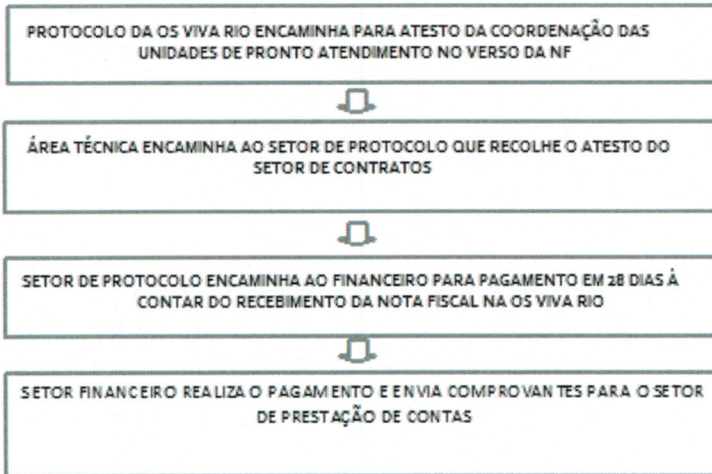 PROTOCOLO DA OS VIVA RIO ENCAMINHA PARA ATESTO DA COORDENAÇÃO DAS
UNIDADES DE PRONTO ATENDIMENTO NO VERSO DA NF
ÁREA TÉCNICA ENCAMINHA AO SETOR DE PROTOCOLO QUE RECOLHE O ATESTO DO
SETOR DE CONTRATOS
SETOR DE PROTOCOLO ENCAMINHA AO FINANCEIRO PARA PAGAMENTO EM 28 DIAS À
CONTAR DO RECEBIMENTO DA NOTA FISCAL NA OS VIVA RIO
SETOR FINANCEIRO REALIZA O PAGAMENTO E ENVIA COMPROVANTES PARA O SETOR
DE PRESTAÇÃO DE CONTAS